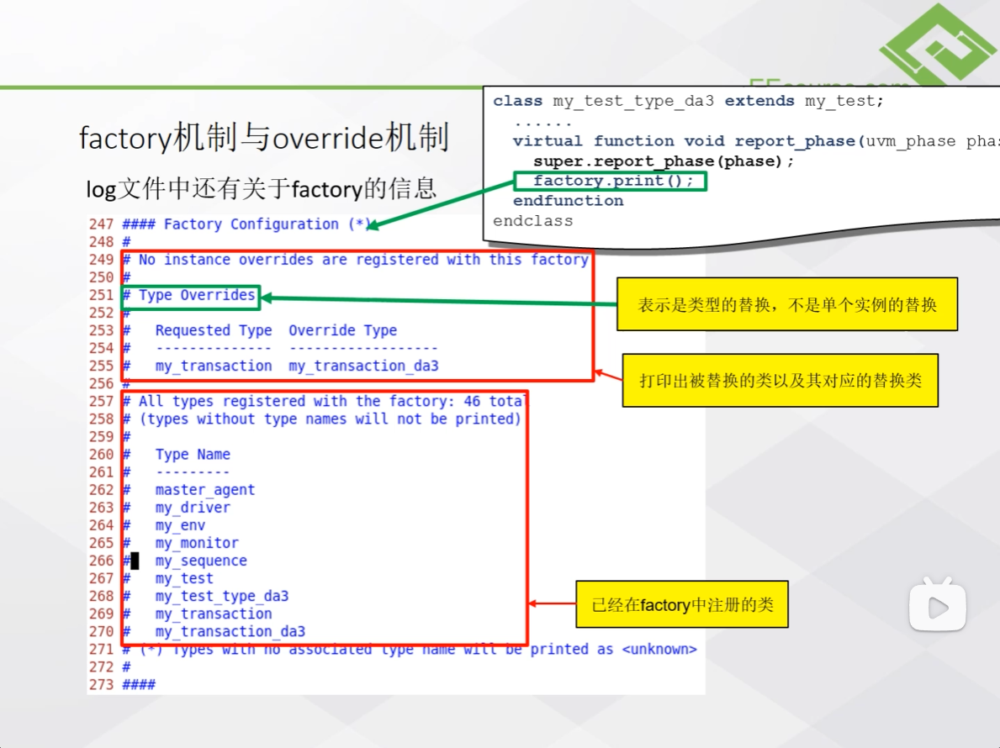 class my_test_type_da3 extends my_test;
......
virtual function void report_phase(uvm_phase
super.report_phase(phase);
factory.print();
endfunction
endclass
factory机制与override机制
log文件中还有关于factory的信息
247 #### Factory Configuration (*)
248 #
249 # No instance overrides are registered with this factory
250 #
251 # Type Overrides
252 #
253 #   Requested Type  Override Type
254 #   --------------  ------------------
255 #   my_transaction  my_transaction_da3
256 #
257 # All types registered with the factory: 46 total
258 # (types without type names will not be printed)
259 #
260 #   Type Name
261 #   ---------
262 #   master_agent
263 #   my_driver
264 #   my_env
265 #   my_monitor
266 #   my_sequence
267 #   my_test
268 #   my_test_type_da3
269 #   my_transaction
270 #   my_transaction_da3
271 # (*) Types with no associated type name will be printed as <unknown>
272 #
273 ####
表示是类型的替换，不是单个实例的替换
打印出被替换的类以及其对应的替换类
已经在factory中注册的类